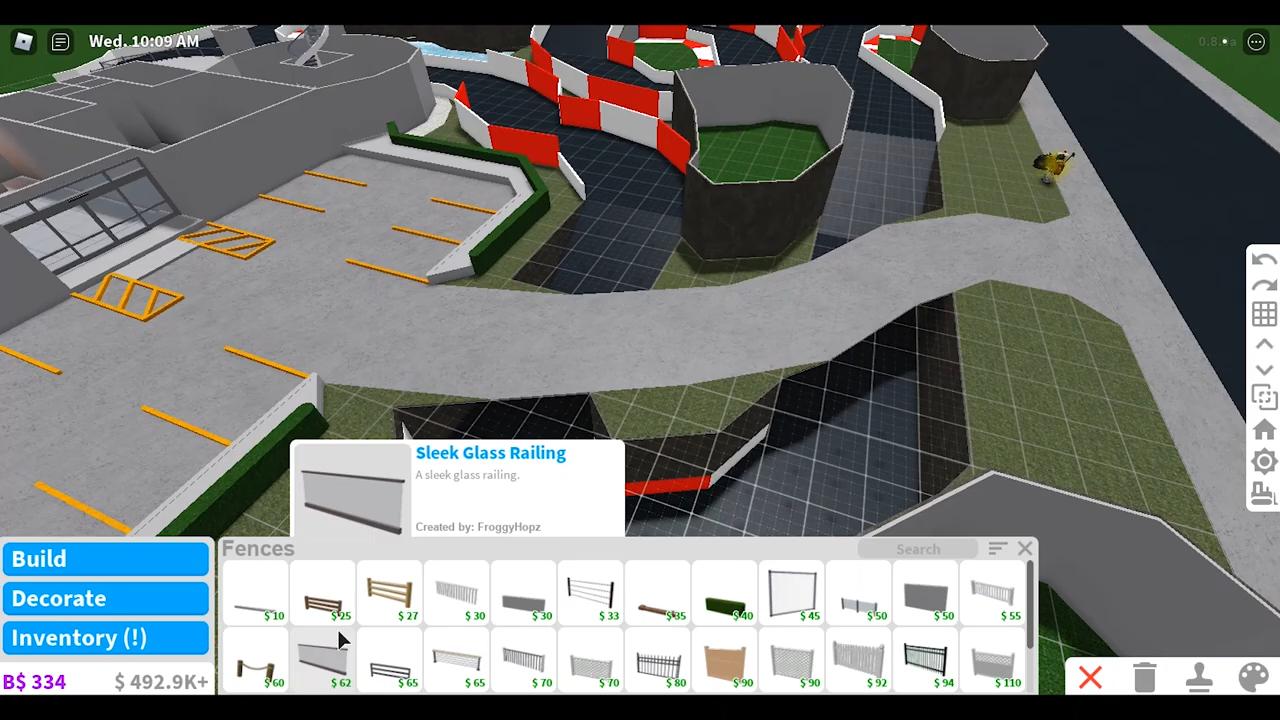 Wed. 10:09 AM
Sleek Glass Railing
A sleek glass railing.
Created by: FroggyHopz
Fences
Search
Build
Decorate
Inventory (!)
B$ 334
$ 492.9K+
$ 10
$ 25
$ 27
$ 30
$ 30
$ 33
$ 35
$ 40
$ 45
$ 50
$ 50
$ 55
$ 60
$ 62
$ 65
$ 65
$ 70
$ 70
$ 80
$ 90
$ 90
$ 92
$ 94
$ 110